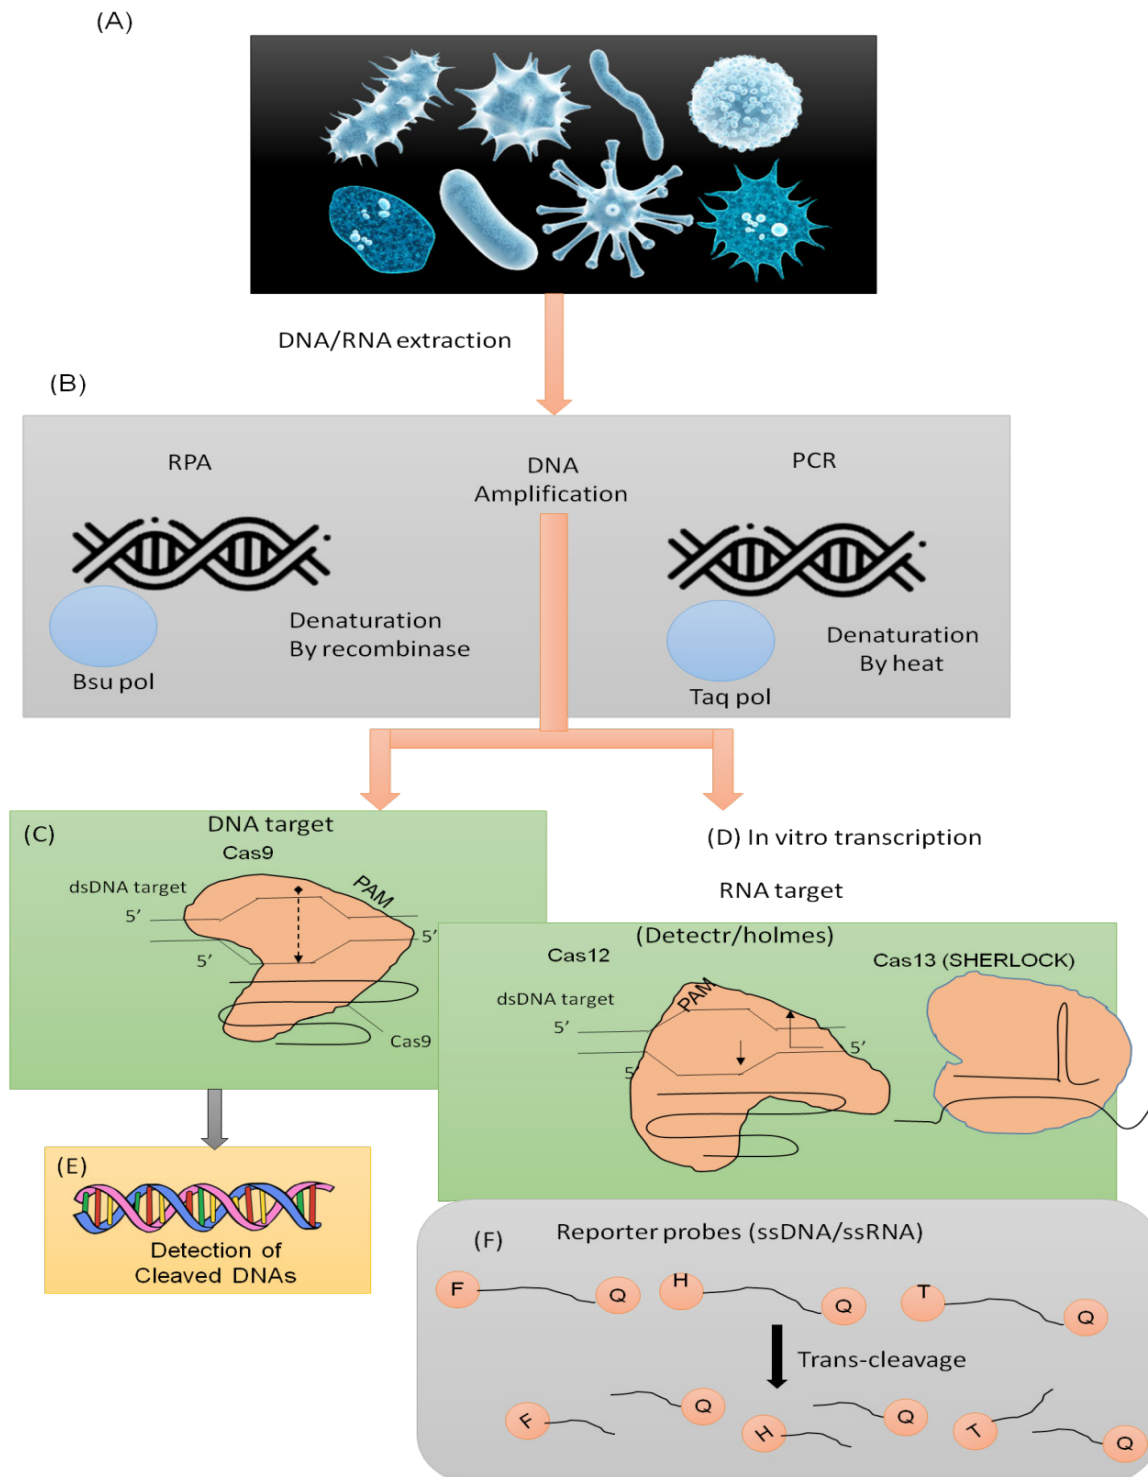 (A)
DNA/RNA extraction
(B)
RPA
DNA
Amplification
PCR
Denaturation
By recombinase
Bsu pol
Denaturation
By heat
Taq pol
(C)
DNA target
Cas9
PAM
dsDNA target
5’
5’
5’
Cas9
(D) In vitro transcription
RNA target
(Detectr/holmes)
Cas12
Cas13 (SHERLOCK)
PAM
dsDNA target
5’
5’
5’
(E)
Detection of
Cleaved DNAs
(F)
Reporter probes (ssDNA/ssRNA)
F
Q
H
Q
T
Q
Trans-cleavage
F
Q
H
Q
T
Q